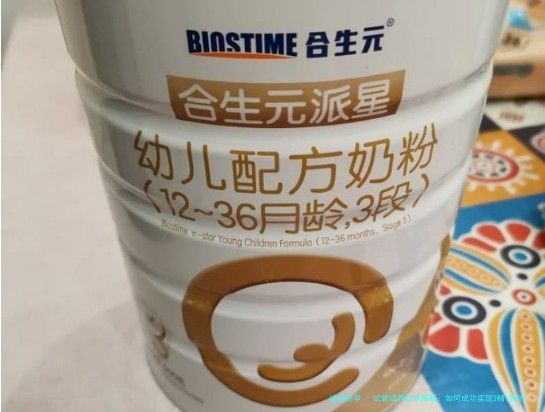 BIOSTIME 合生元®
合生元派星
幼儿配方奶粉
(12~36月龄,3段)
Biostime π-star Young Children Formula (12-36 months, Stage 3)
3